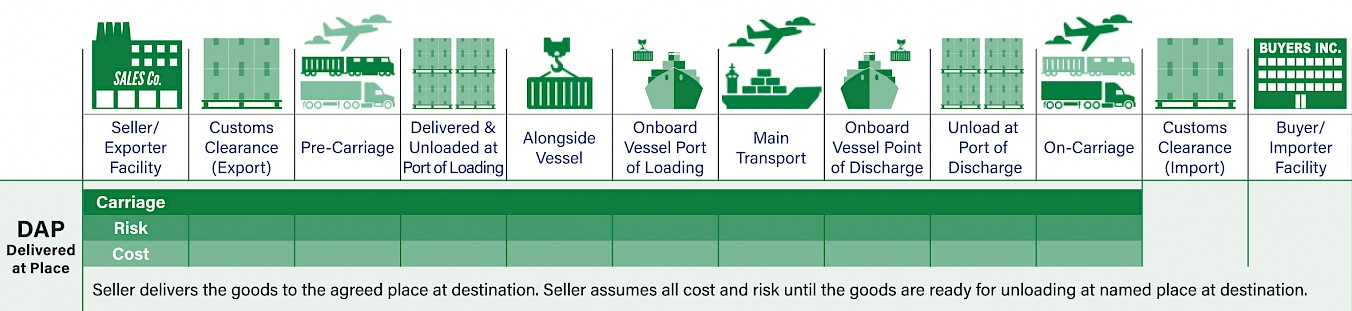 SALES Co.
BUYERS INC.
Seller/
Exporter
Facility
Customs
Clearance
(Export)
Pre-Carriage
Delivered &
Unloaded at
Port of Loading
Alongside
Vessel
Onboard
Vessel Port
of Loading
Main
Transport
Onboard
Vessel Point
of Discharge
Unload at
Port of
Discharge
On-Carriage
Customs
Clearance
(Import)
Buyer/
Importer
Facility
DAP
Delivered
at Place
Carriage
Risk
Cost
Seller delivers the goods to the agreed place at destination. Seller assumes all cost and risk until the goods are ready for unloading at named place at destination.